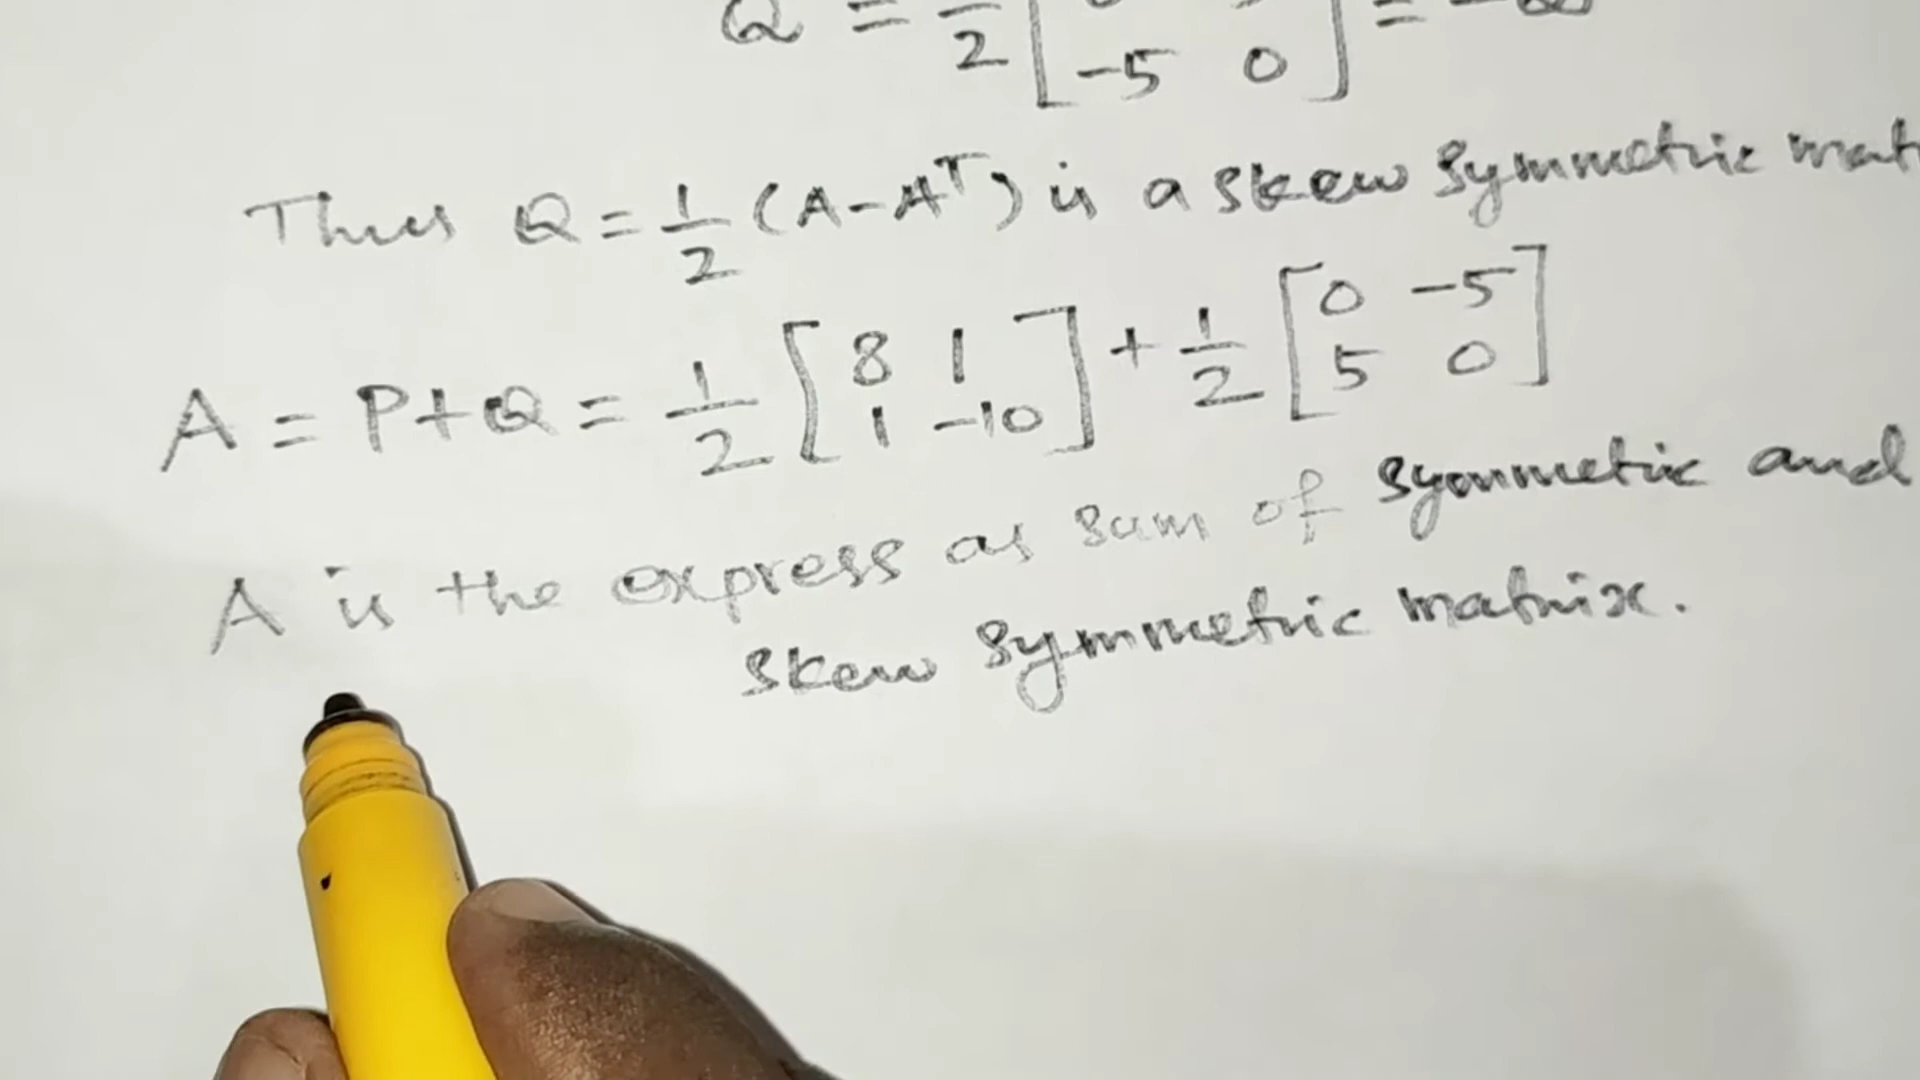 Q = 1/2 [ -5 0 ] = -Q
Thus Q = 1/2 (A-A^T) is a skew symmetric mat
A = P+Q = 1/2 [8 1; 1 -10] + 1/2 [0 -5; 5 0]
A is the express as sum of symmetric and
skew symmetric matrix.